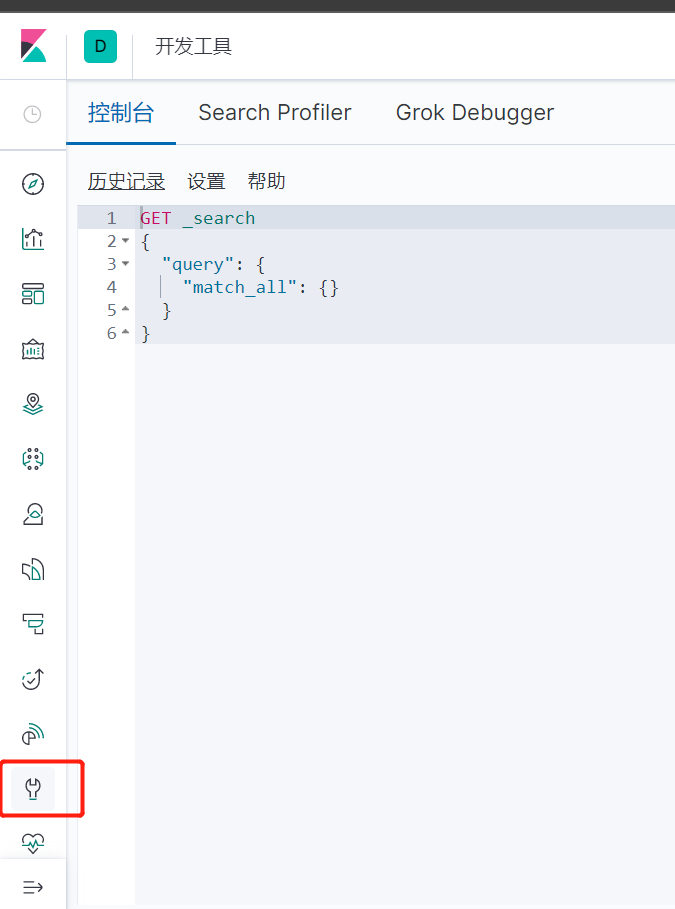 D 开发工具
控制台 Search Profiler Grok Debugger
历史记录 设置 帮助
1 GET _search
2 {
3 "query": {
4 "match_all": {}
5 }
6 }